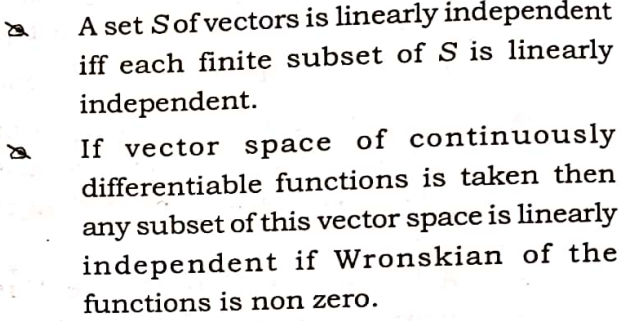 A set S of vectors is linearly independent
iff each finite subset of S is linearly
independent.
If vector space of continuously
differentiable functions is taken then
any subset of this vector space is linearly
independent if Wronskian of the
functions is non zero.